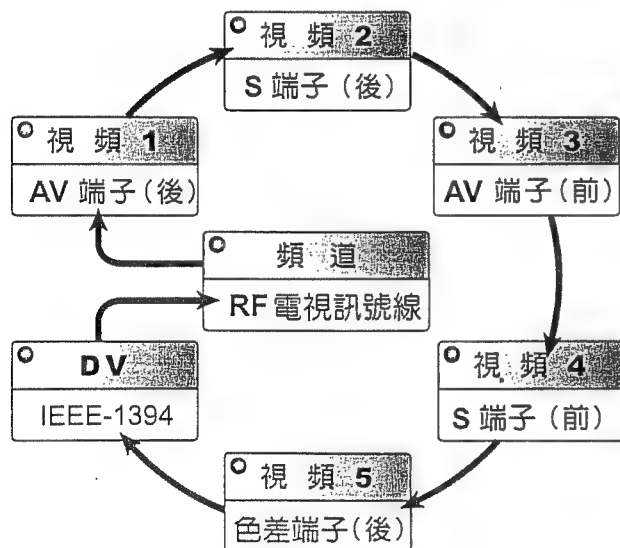 視頻 2
S 端子(後)
視頻 1
AV 端子(後)
視頻 3
AV 端子(前)
頻道
RF 電視訊號線
DV
IEEE-1394
視頻 4
S 端子(前)
視頻 5
色差端子(後)